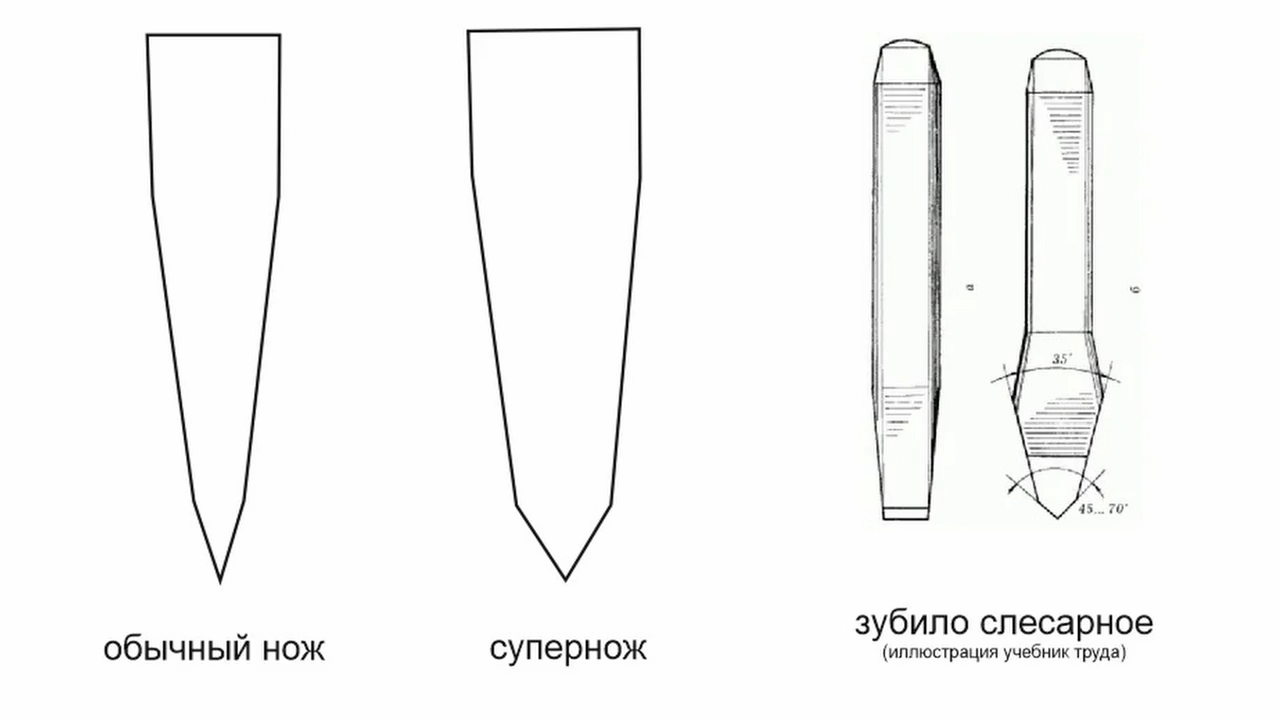 а
б
35°
45...70°
обычный нож
супернож
зубило слесарное
(иллюстрация учебник труда)